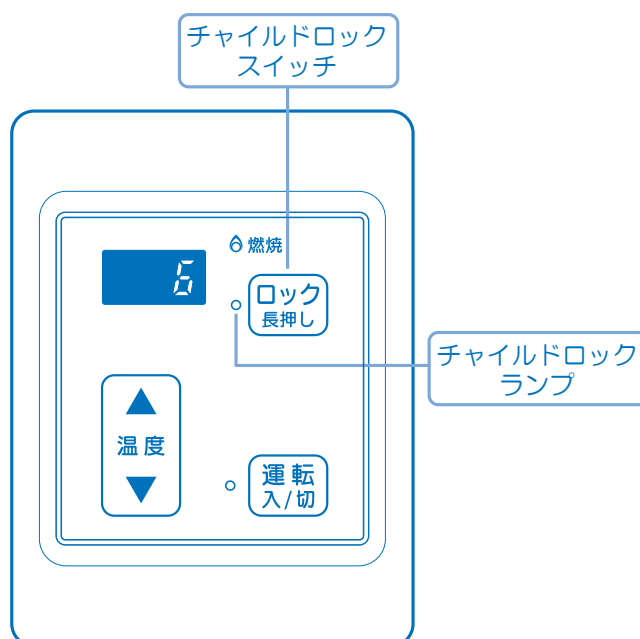 チャイルドロック
スイッチ
燃焼
6
ロック
長押し
チャイルドロック
ランプ
▲
温度
▼
運転
入/切